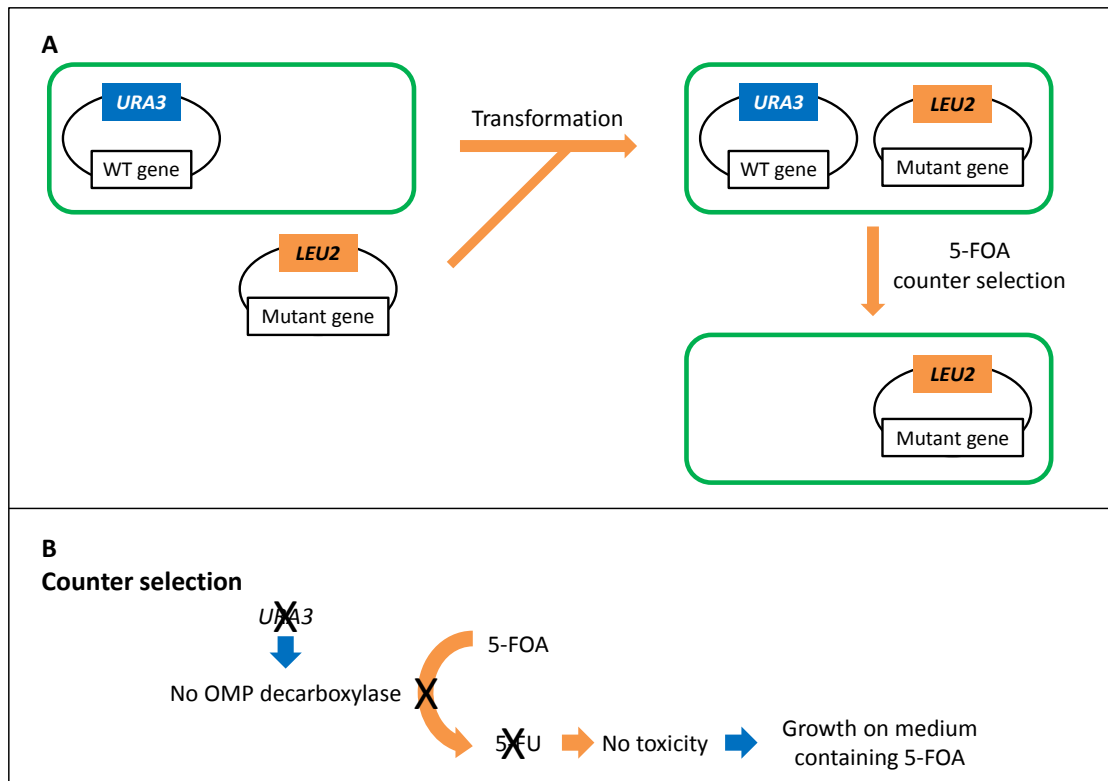 A
URA3
WT gene
LEU2
Mutant gene
Transformation
URA3
WT gene
LEU2
Mutant gene
5-FOA
counter selection
LEU2
Mutant gene
B
Counter selection
URA3
5-FOA
No OMP decarboxylase
X
5-FU
No toxicity
Growth on medium
containing 5-FOA